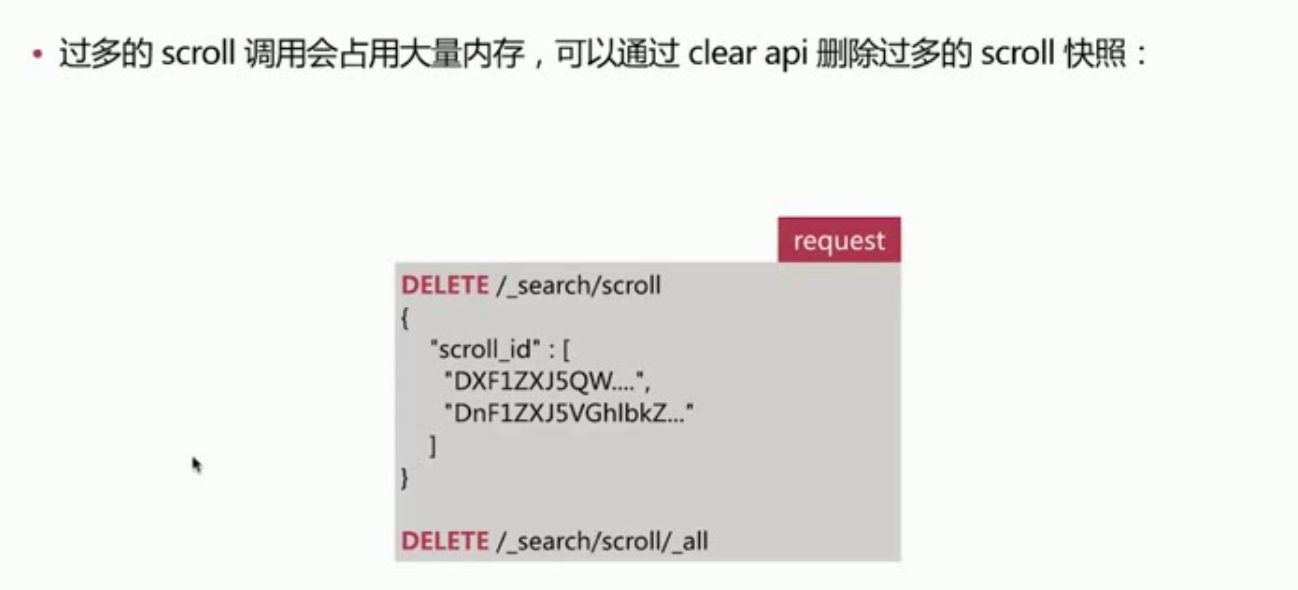 • 过多的 scroll 调用会占用大量内存，可以通过 clear api 删除过多的 scroll 快照：
request
DELETE /_search/scroll
{
"scroll_id" : [
"DXF1ZXJ5QW....",
"DnF1ZXJ5VGhlbkZ..."
]
}
DELETE /_search/scroll/_all